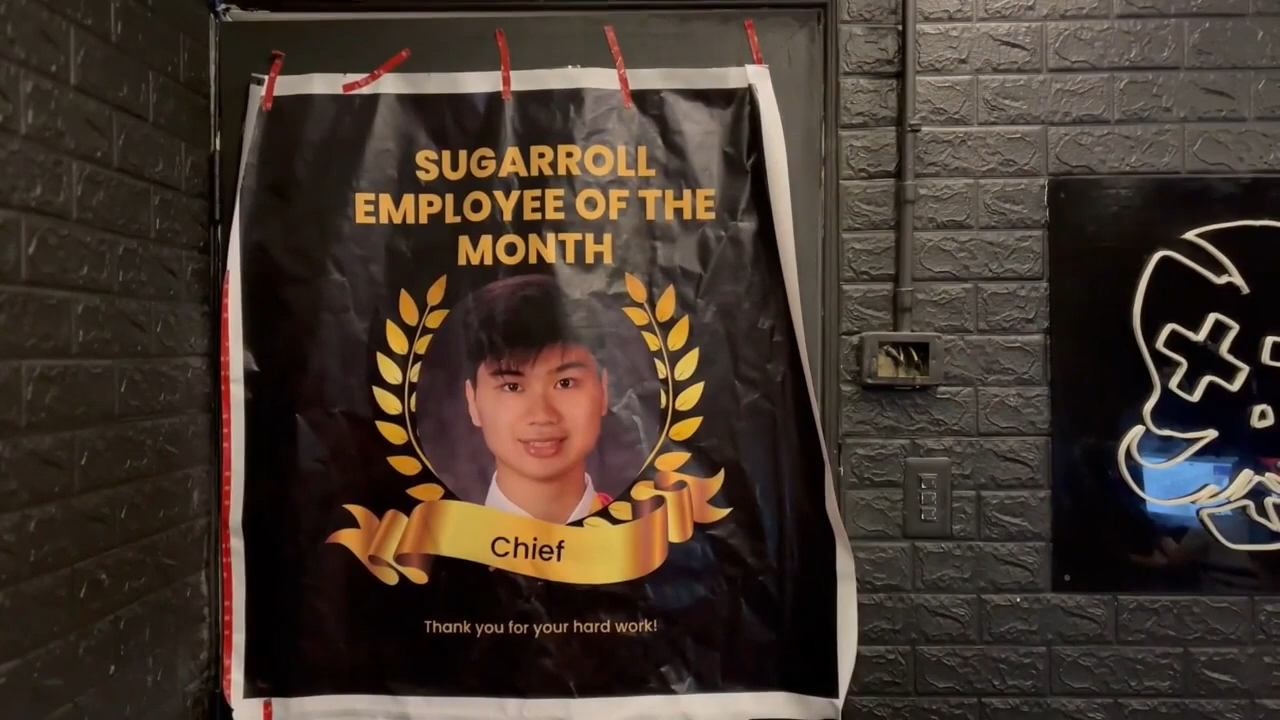 SUGARROLL
EMPLOYEE OF THE
MONTH
Chief
Thank you for your hard work!